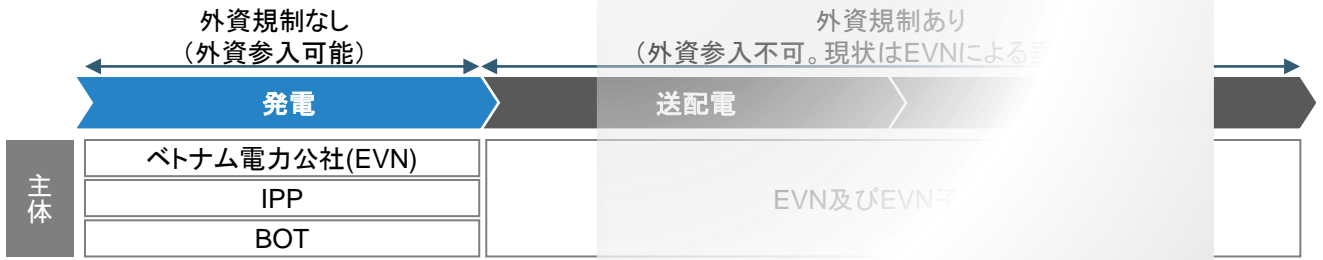 外資規制なし
（外資参入可能）
外資規制あり
（外資参入不可。現状はEVNによる
発電
送配電
主体
ベトナム電力公社(EVN)
IPP
BOT
EVN及びEVN子